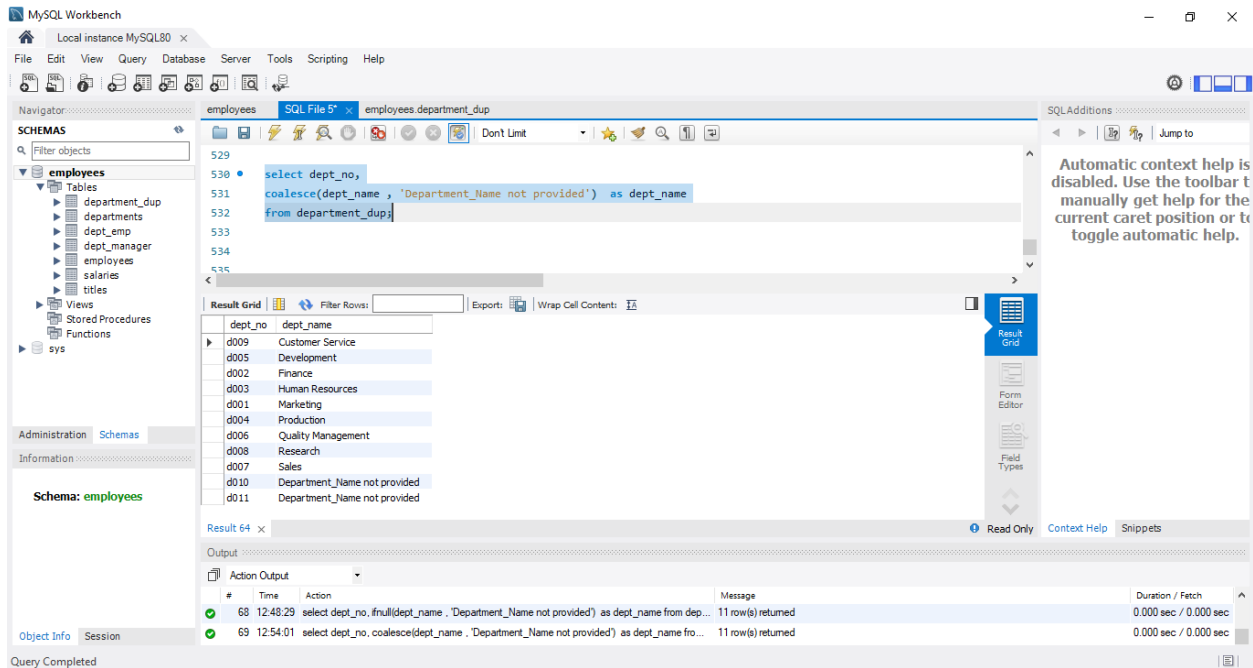 MySQL Workbench
Local instance MySQL80
File Edit View Query Database Server Tools Scripting Help
Navigator
SCHEMAS
Filter objects
employees
Tables
department_dup
departments
dept_emp
dept_manager
employees
salaries
titles
Views
Stored Procedures
Functions
sys
Administration Schemas
Information
Schema: employees
Object Info Session
Query Completed
employees SQL File 5* employees.department_dup
Don't Limit
529
530 select dept_no,
531 coalesce(dept_name , 'Department_Name not provided') as dept_name
532 from department_dup;
533
534
535
Result Grid Filter Rows: Export: Wrap Cell Content:
dept_no dept_name
d009 Customer Service
d005 Development
d002 Finance
d003 Human Resources
d001 Marketing
d004 Production
d006 Quality Management
d008 Research
d007 Sales
d010 Department_Name not provided
d011 Department_Name not provided
Result Grid
Form Editor
Field Types
Result 64 Read Only
Output
Action Output
# Time Action Message Duration / Fetch
68 12:48:29 select dept_no, ifnull(dept_name , 'Department_Name not provided') as dept_name from dep... 11 row(s) returned 0.000 sec / 0.000 sec
69 12:54:01 select dept_no, coalesce(dept_name , 'Department_Name not provided') as dept_name fro... 11 row(s) returned 0.000 sec / 0.000 sec
SQLAdditions
Jump to
Automatic context help is
disabled. Use the toolbar t
manually get help for the
current caret position or to
toggle automatic help.
Context Help Snippets